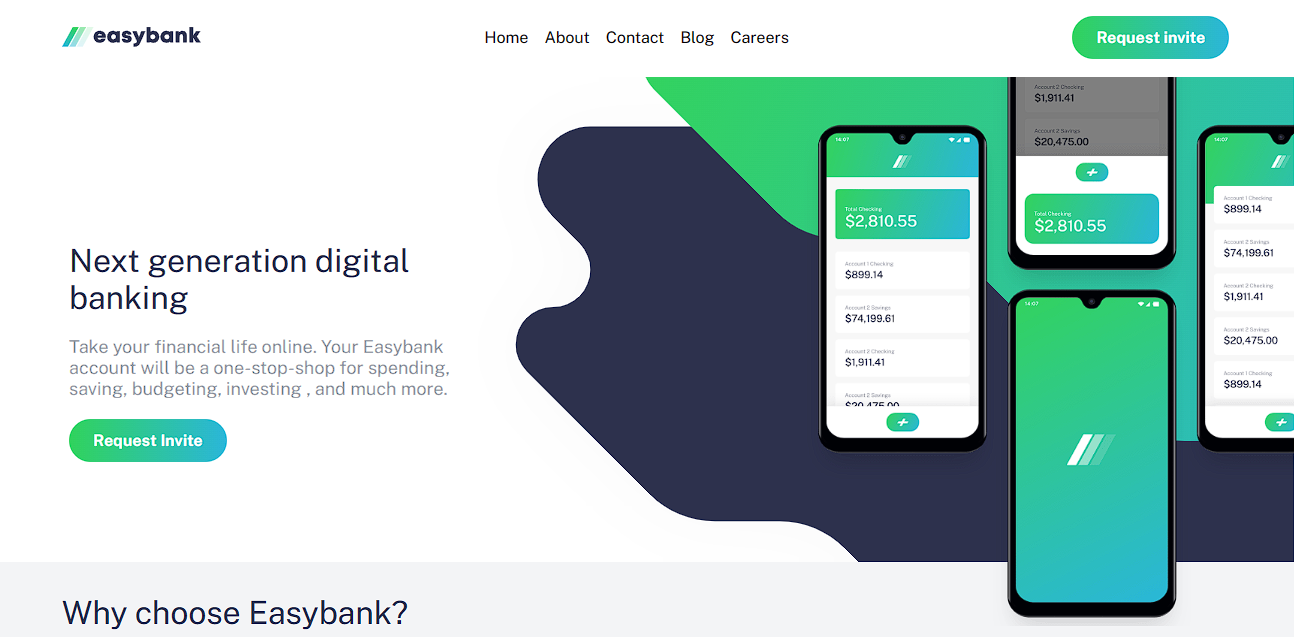 easybank
Home About Contact Blog Careers
Request invite
Next generation digital
banking
Take your financial life online. Your Easybank
account will be a one-stop-shop for spending,
saving, budgeting, investing , and much more.
Request Invite
14:07
Total Checking
$2,810.55
Account 1 Checking
$899.14
Account 2 Savings
$74,199.61
Account 2 Checking
$1,911.41
Account 2 Savings
$20,475.00
Account 2 Checking
$1,911.41
Account 2 Savings
$20,475.00
Total Checking
$2,810.55
14:07
14:07
Account 1 Checking
$899.14
Account 2 Savings
$74,199.61
Account 2 Checking
$1,911.41
Account 2 Savings
$20,475.00
Account 1 Checking
$899.14
Why choose Easybank?